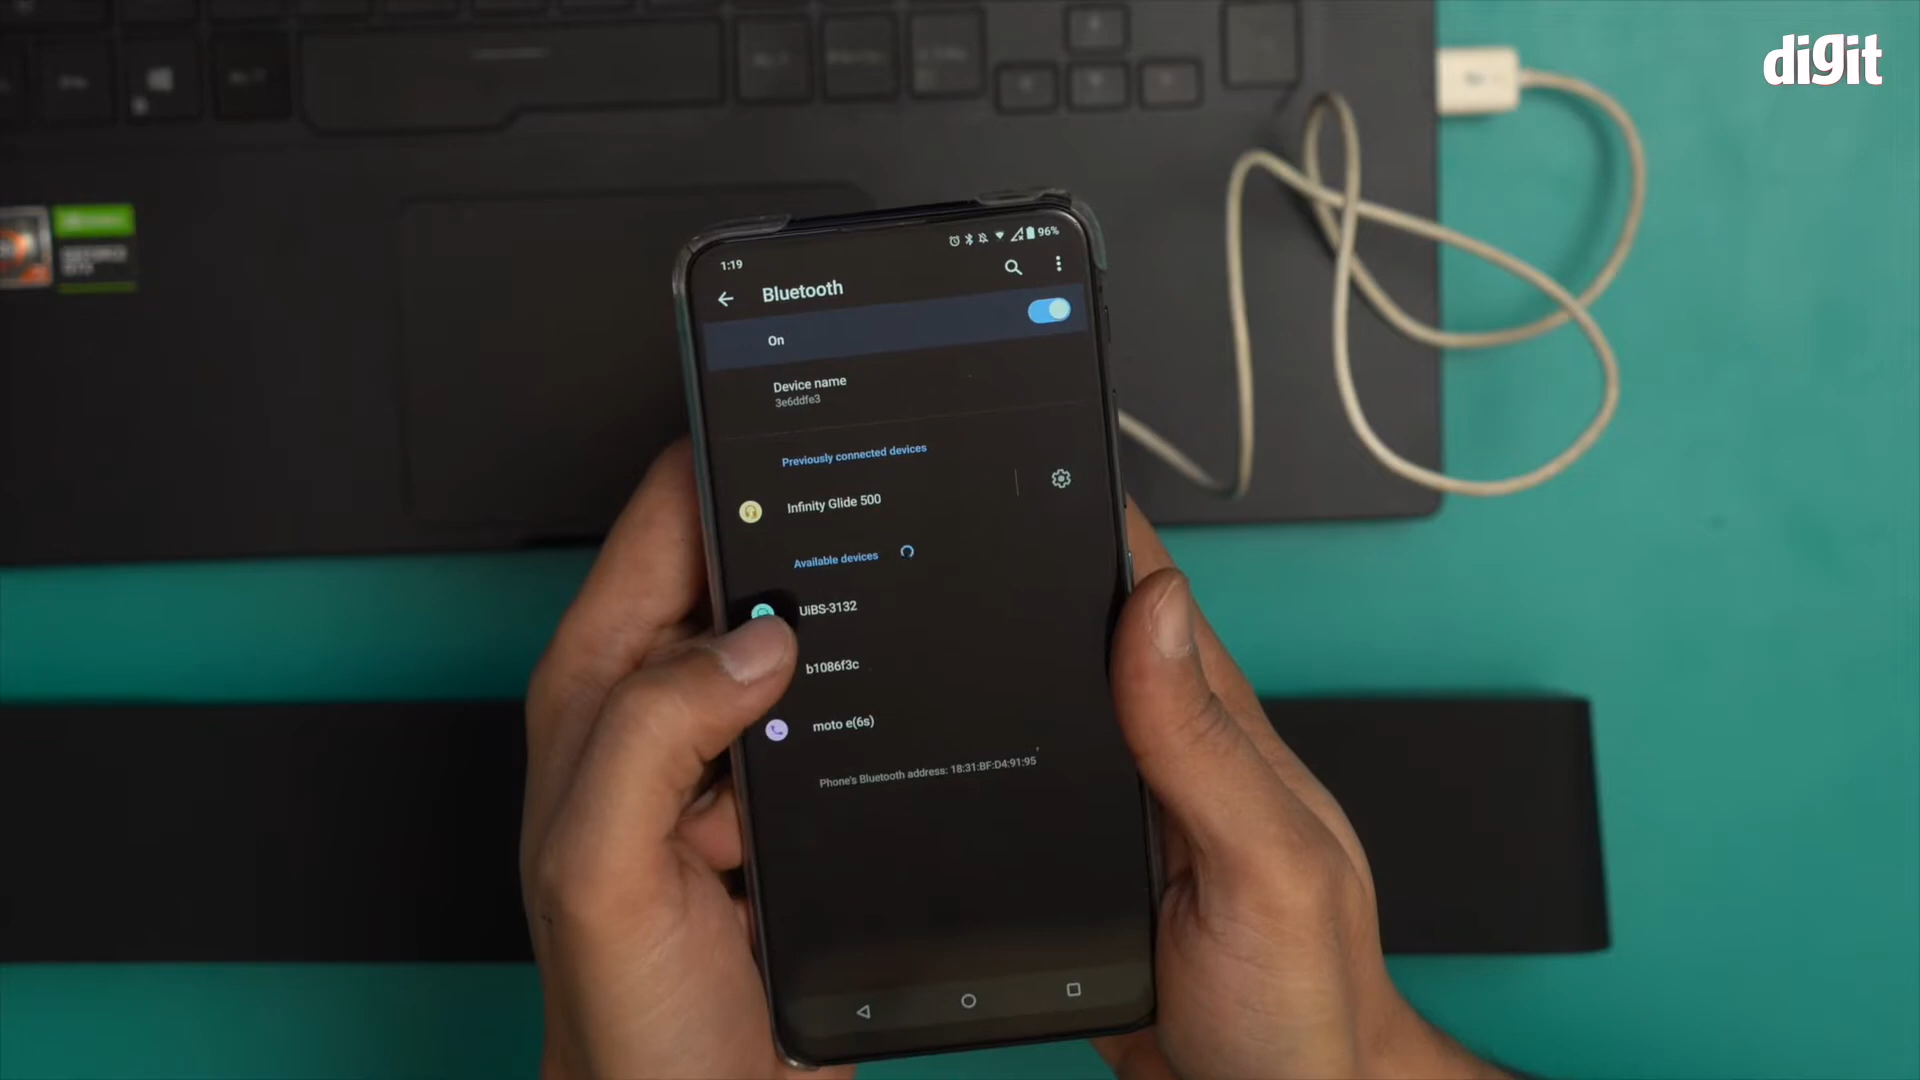 digit
1:19
96%
Bluetooth
On
Device name
3e6ddfe3
Previously connected devices
Infinity Glide 500
Available devices
UiBS-3132
b1086f3c
moto e(6s)
Phone's Bluetooth address: 18:31:BF:D4:91:95